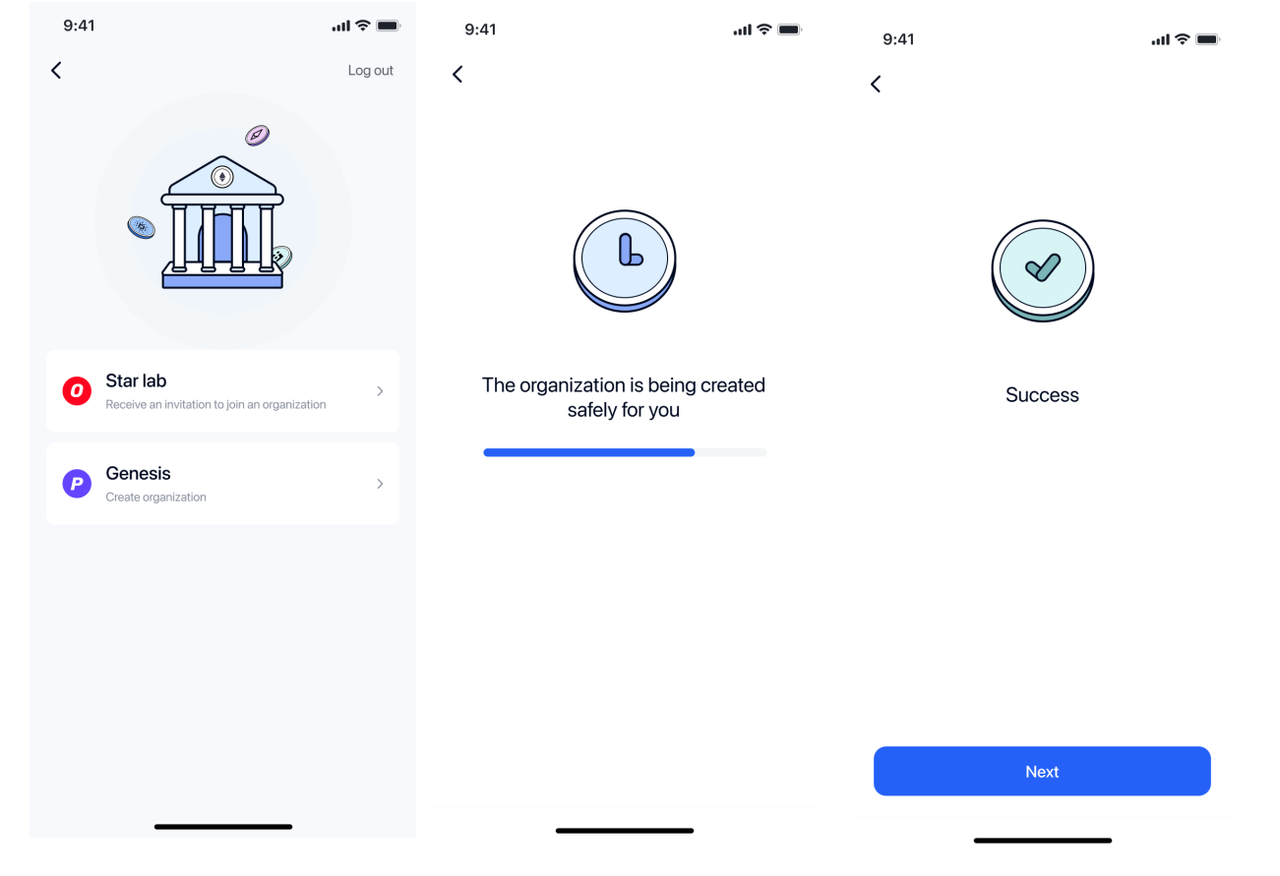 9:41
Log out
O
Star lab
Receive an invitation to join an organization
P
Genesis
Create organization
9:41
The organization is being created
safely for you
9:41
Success
Next